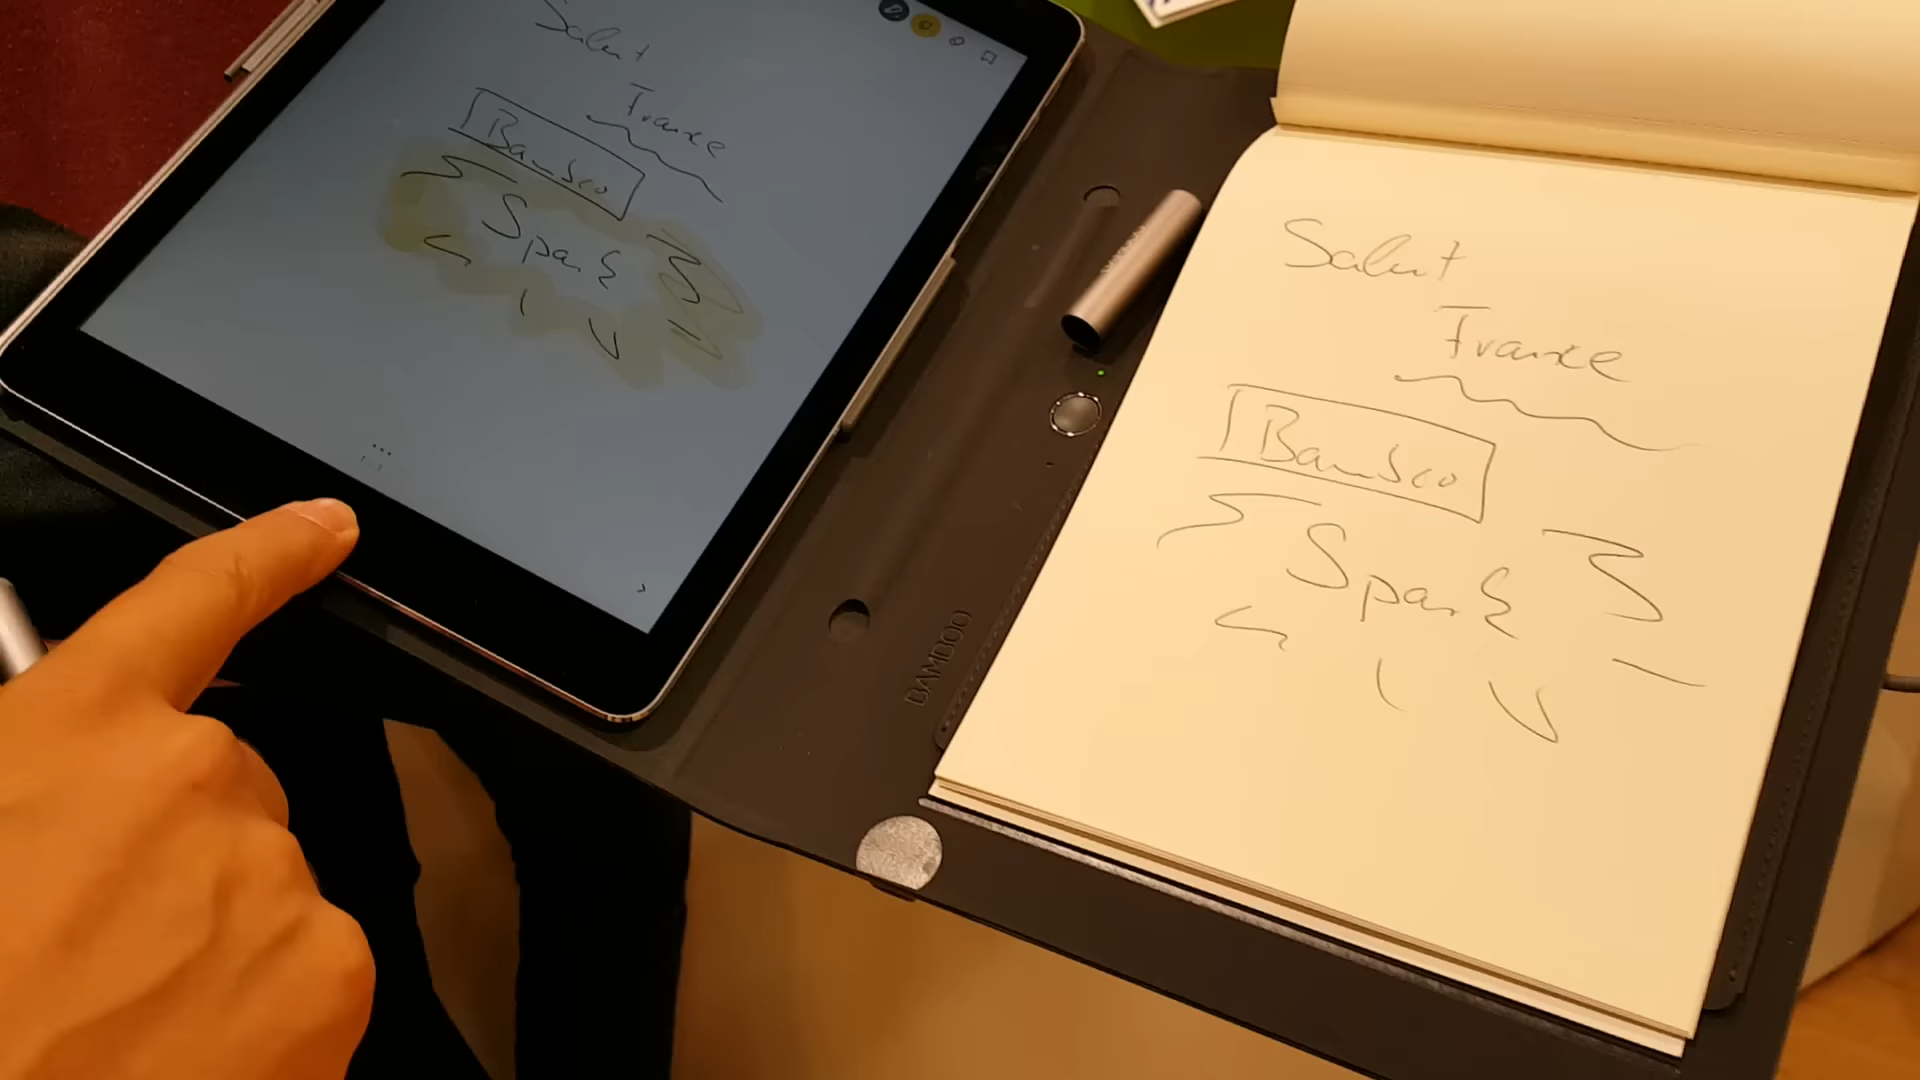 Salut
France
Bamboo
Spark
BAMBOO
Salut
France
Bamboo
Spark